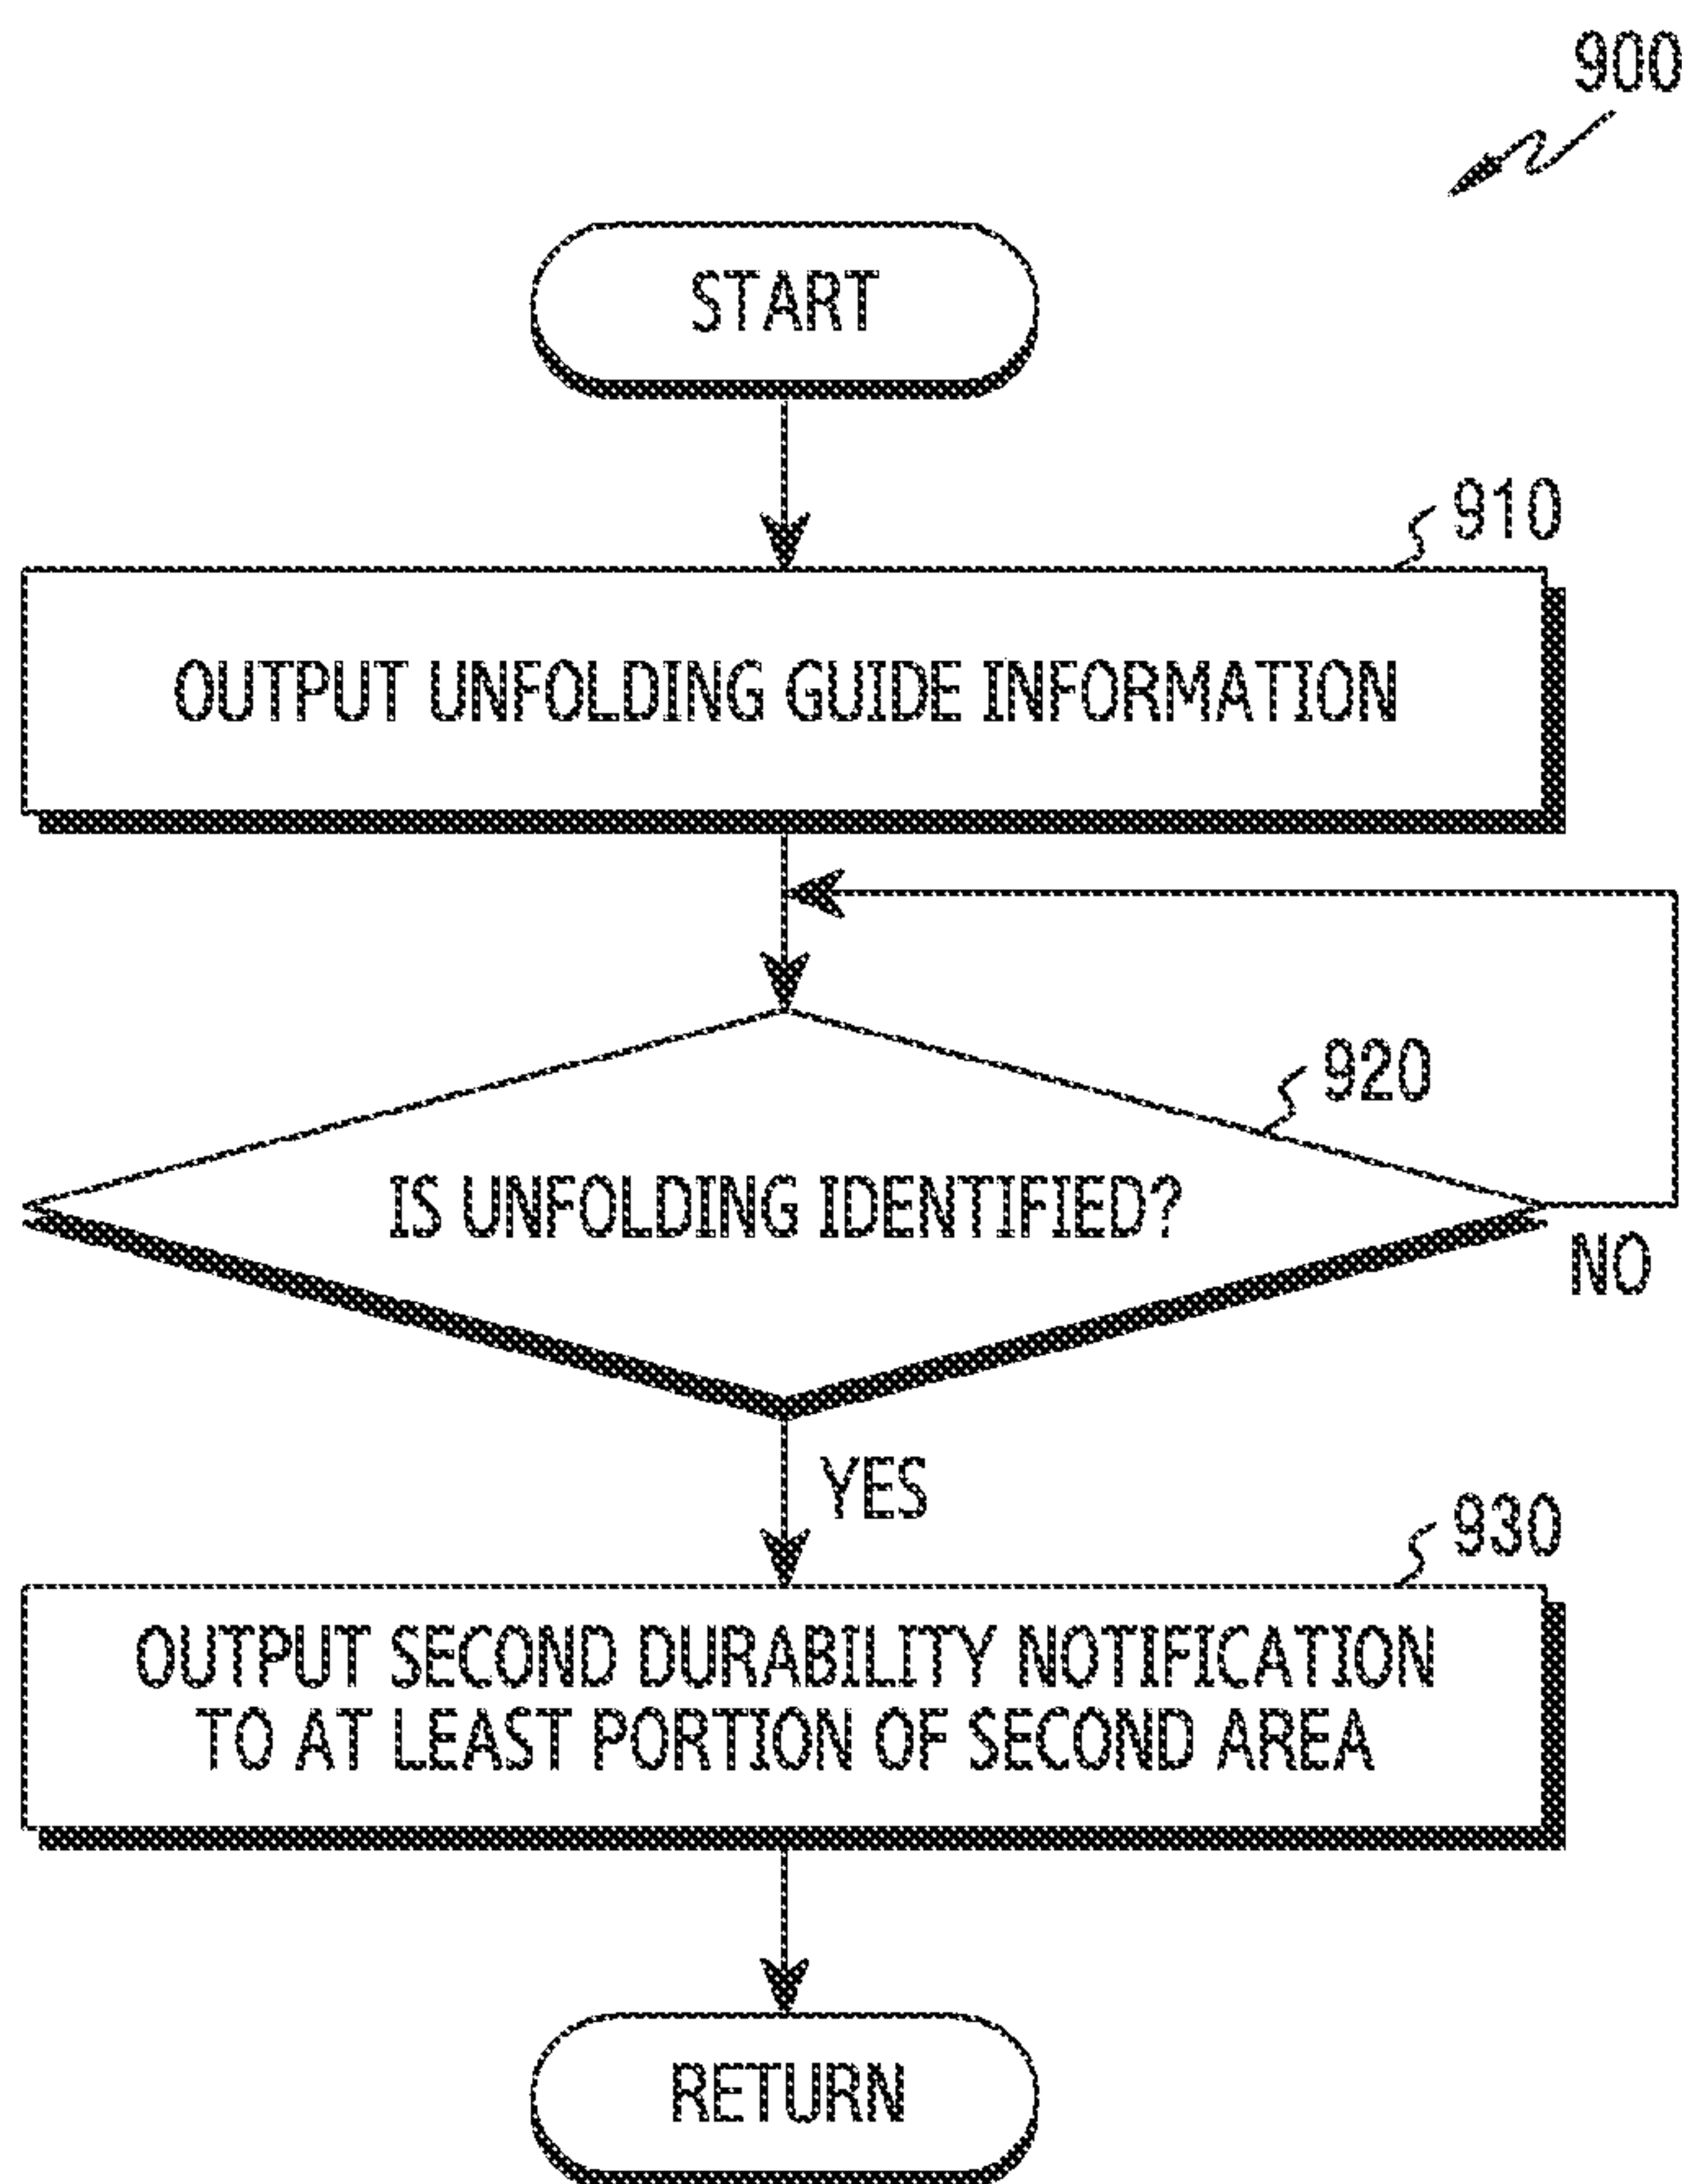 900
START
910
OUTPUT UNFOLDING GUIDE INFORMATION
920
IS UNFOLDING IDENTIFIED?
NO
YES
930
OUTPUT SECOND DURABILITY NOTIFICATION
TO AT LEAST PORTION OF SECOND AREA
RETURN